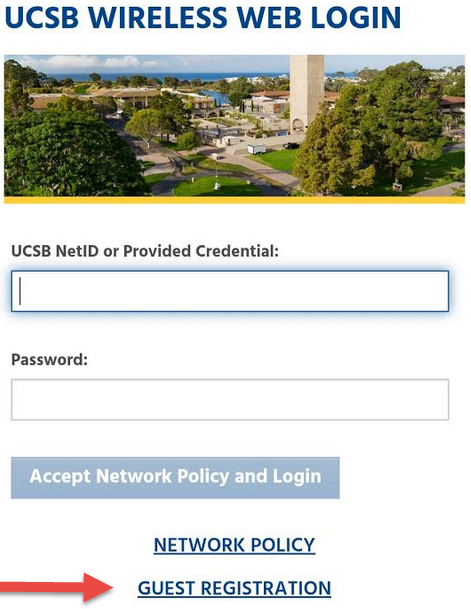 UCSB WIRELESS WEB LOGIN
UCSB NetID or Provided Credential:
Password:
Accept Network Policy and Login
NETWORK POLICY
GUEST REGISTRATION